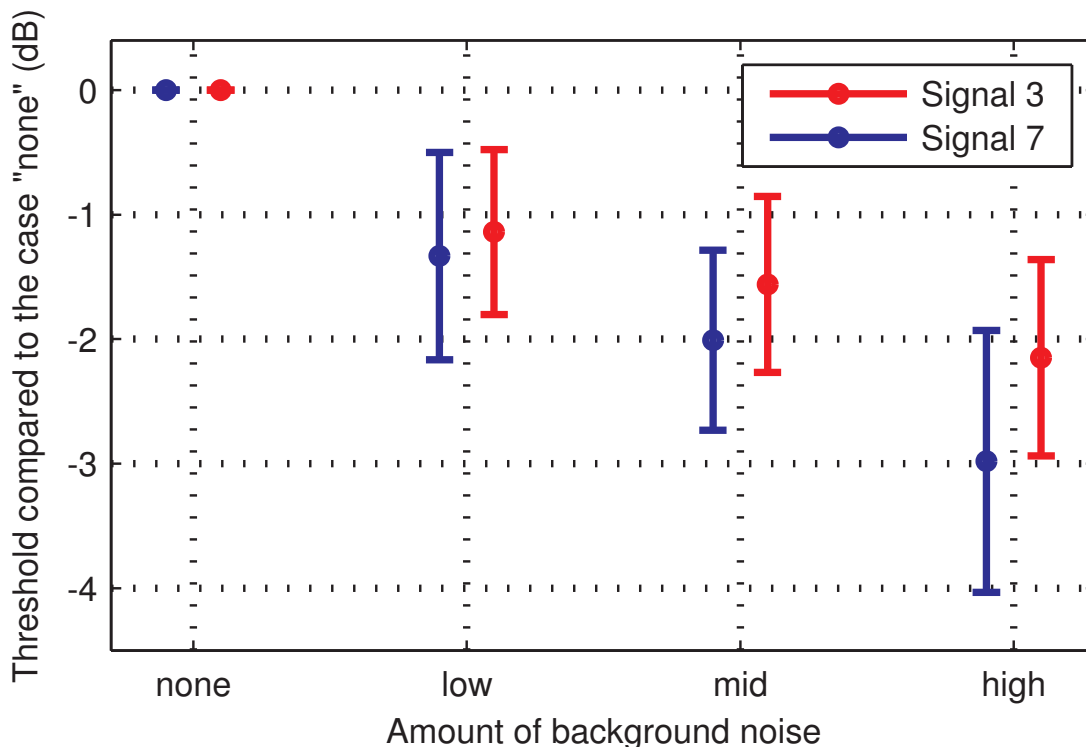 Threshold compared to the case "none" (dB)
0
-1
-2
-3
-4
Signal 3
Signal 7
none low mid high
Amount of background noise